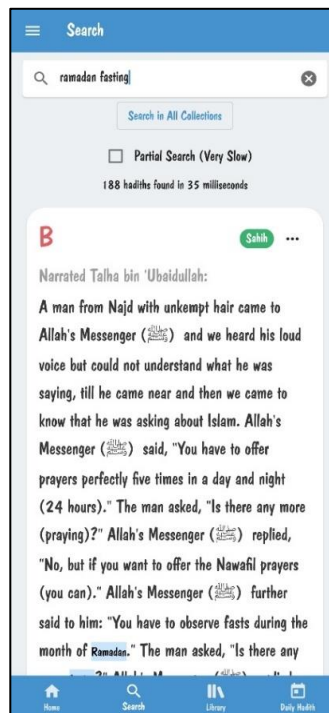 Search
ramadan fasting
Search in All Collections
Partial Search (Very Slow)
188 hadiths found in 35 milliseconds
B
Sahih
Narrated Talha bin 'Ubaidullah:
A man from Najd with unkempt hair came to
Allah's Messenger (ﷺ) and we heard his loud
voice but could not understand what he was
saying, till he came near and then we came to
know that he was asking about Islam. Allah's
Messenger (ﷺ) said, "You have to offer
prayers perfectly five times in a day and night
(24 hours)." The man asked, "Is there any more
(praying)?" Allah's Messenger (ﷺ) replied,
"No, but if you want to offer the Nawafil prayers
(you can)." Allah's Messenger (ﷺ) further
said to him: "You have to observe fasts during the
month of Ramadan." The man asked, "Is there any
Home
Search
Library
Daily Hadith